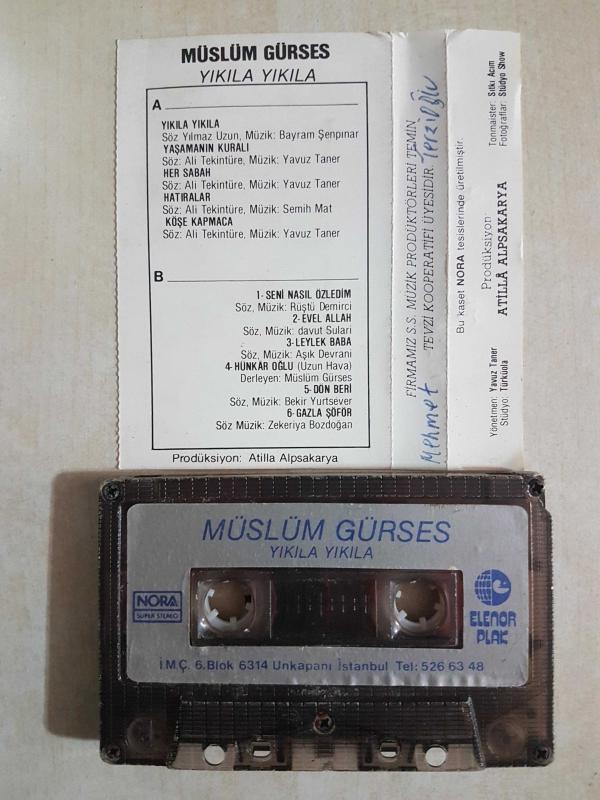 MÜSLÜM GÜRSES
YIKILA YIKILA
A
YIKILA YIKILA
Söz Yılmaz Uzun, Müzik: Bayram Şenpınar
YAŞAMANIN KURALI
Söz: Ali Tekintüre, Müzik: Yavuz Taner
HER SABAH
Söz: Ali Tekintüre, Müzik: Yavuz Taner
HATIRALAR
Söz: Ali Tekintüre, Müzik: Semih Mat
KÖŞE KAPMACA
Söz: Ali Tekintüre, Müzik: Yavuz Taner
B
1- SENİ NASIL ÖZLEDİM
Söz, Müzik: Rüştü Demirci
2- EVEL ALLAH
Söz, Müzik: davut Sulari
3- LEYLEK BABA
Söz, Müzik: Aşık Devrani
4- HÜNKÂR OĞLU (Uzun Hava)
Derleyen: Müslüm Gürses
5- DÖN BERİ
Söz, Müzik: Bekir Yurtsever
6- GAZLA ŞÖFÖR
Söz Müzik: Zekeriya Bozdoğan
Prodüksiyon: Atilla Alpsakarya
FİRMAMIZ S.S. MÜZİK PRODÜKTÖRLERİ TEMİN
TEVZİ KOOPERATİFİ ÜYESİDİR.
Mehmet Terzioğlu
Bu kaset NORA tesislerinde üretilmiştir.
Prodüksiyon
ATİLLÂ ALPSAKARYA
Yönetmen: Yavuz Taner
Stüdyo: Türküola
Tonmaister: Sıtkı Acım
Fotoğraflar: Stüdyo Show
MÜSLÜM GÜRSES
YIKILA YIKILA
NORA
SUPER STEREO
ELENOR
PLAK
İ.M.Ç. 6.Blok 6314 Unkapanı İstanbul Tel: 526 63 48